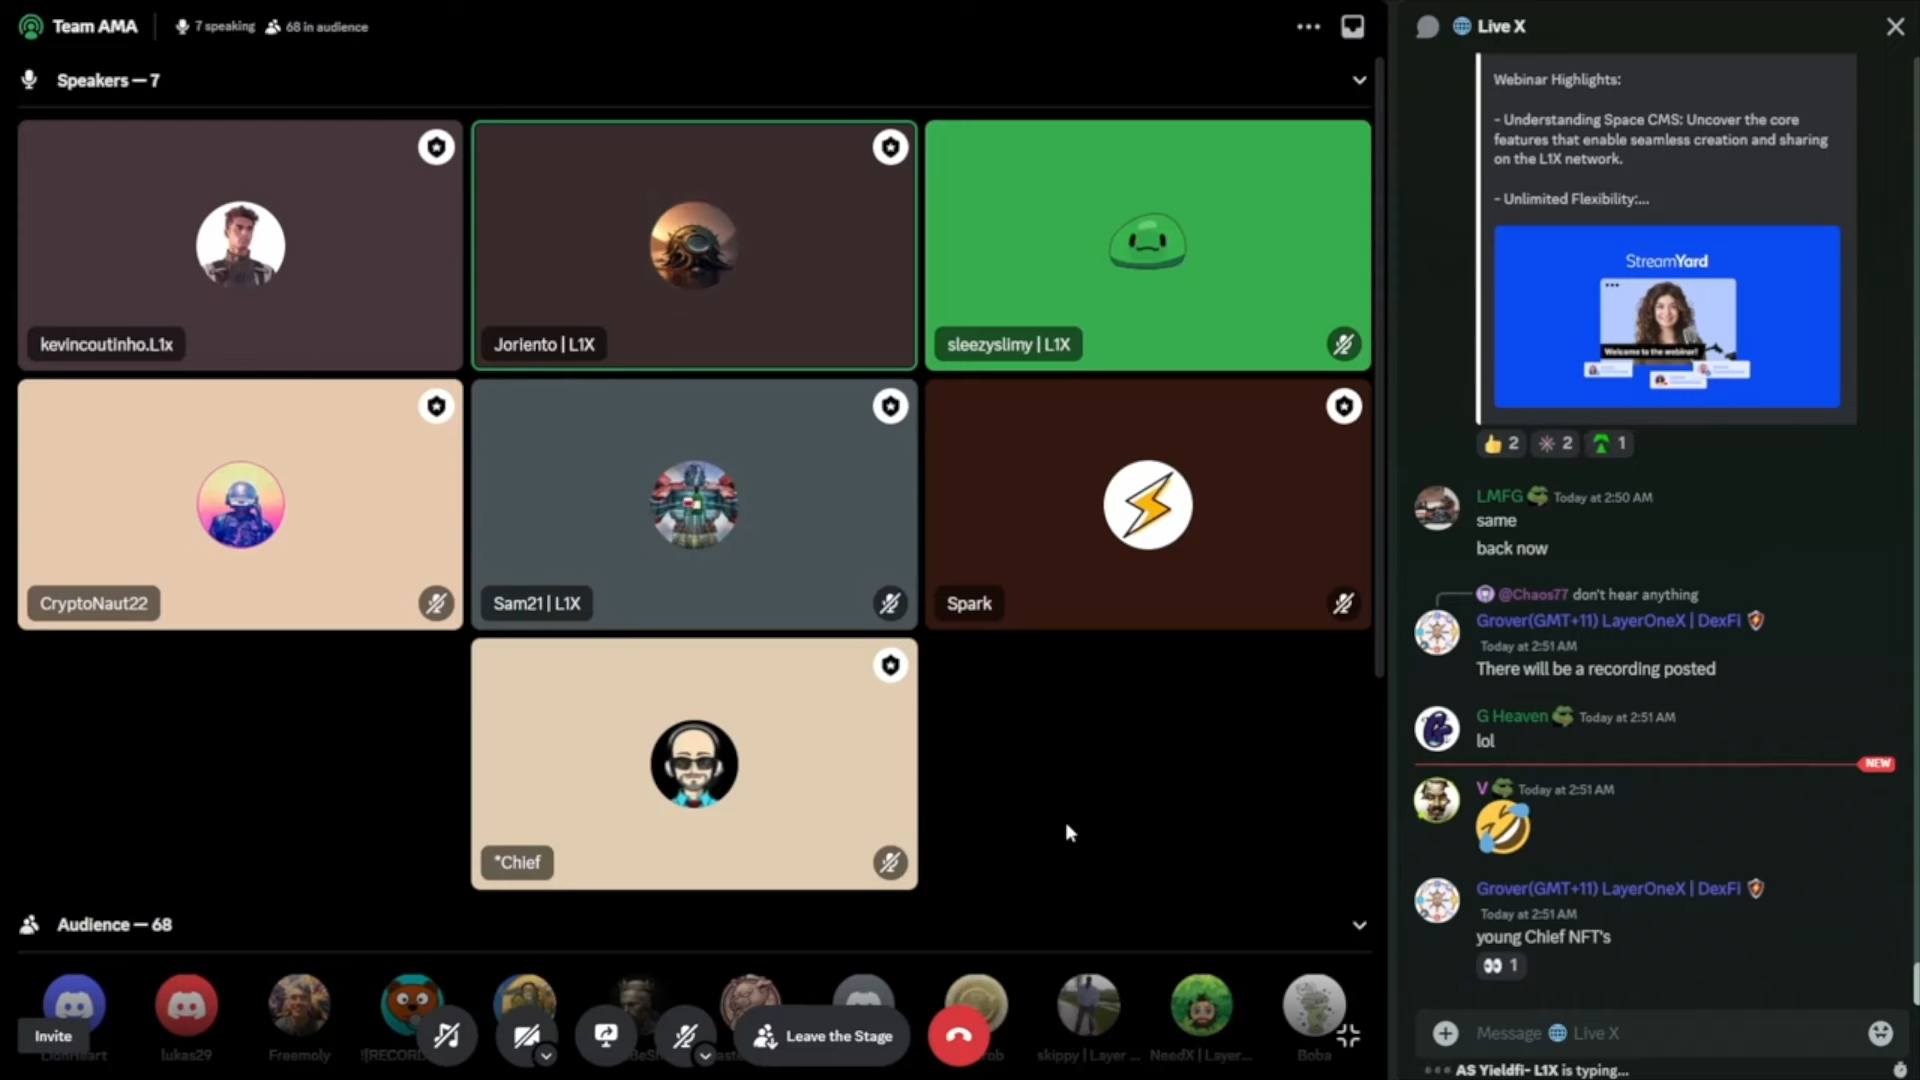 Team AMA
7 speaking
68 in audience
Speakers — 7
kevincoutinho.L1x
Joriento | L1X
sleezyslimy | L1X
CryptoNaut22
Sam21 | L1X
Spark
*Chief
Audience — 68
lukas29
Freemoly
skippy | Layer ...
NeedX | Layer...
Boba
Invite
Leave the Stage
Live X
Webinar Highlights:
- Understanding Space CMS: Uncover the core
features that enable seamless creation and sharing
on the L1X network.
- Unlimited Flexibility:...
StreamYard
Welcome to the webinar!
2
2
1
LMFG Today at 2:50 AM
same
back now
@Chaos77 don't hear anything
Grover(GMT+11) LayerOneX | DexFi
Today at 2:51 AM
There will be a recording posted
G Heaven Today at 2:51 AM
lol
NEW
V Today at 2:51 AM
Grover(GMT+11) LayerOneX | DexFi
Today at 2:51 AM
young Chief NFT's
1
Message Live X
AS Yieldfi- L1X is typing...